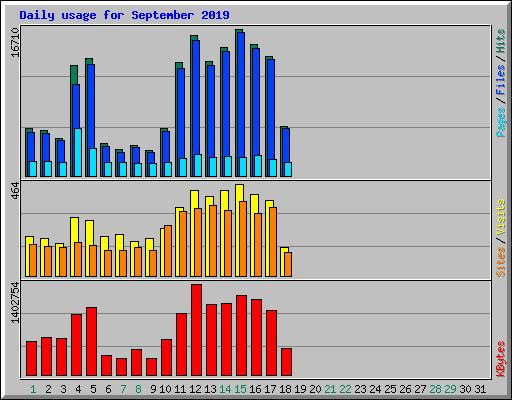 Daily usage for September 2019
16710
Pages/Files/Hits
464
Sites/Visits
1402754
KBytes
1 2 3 4 5 6 7 8 9 10 11 12 13 14 15 16 17 18 19 20 21 22 23 24 25 26 27 28 29 30 31